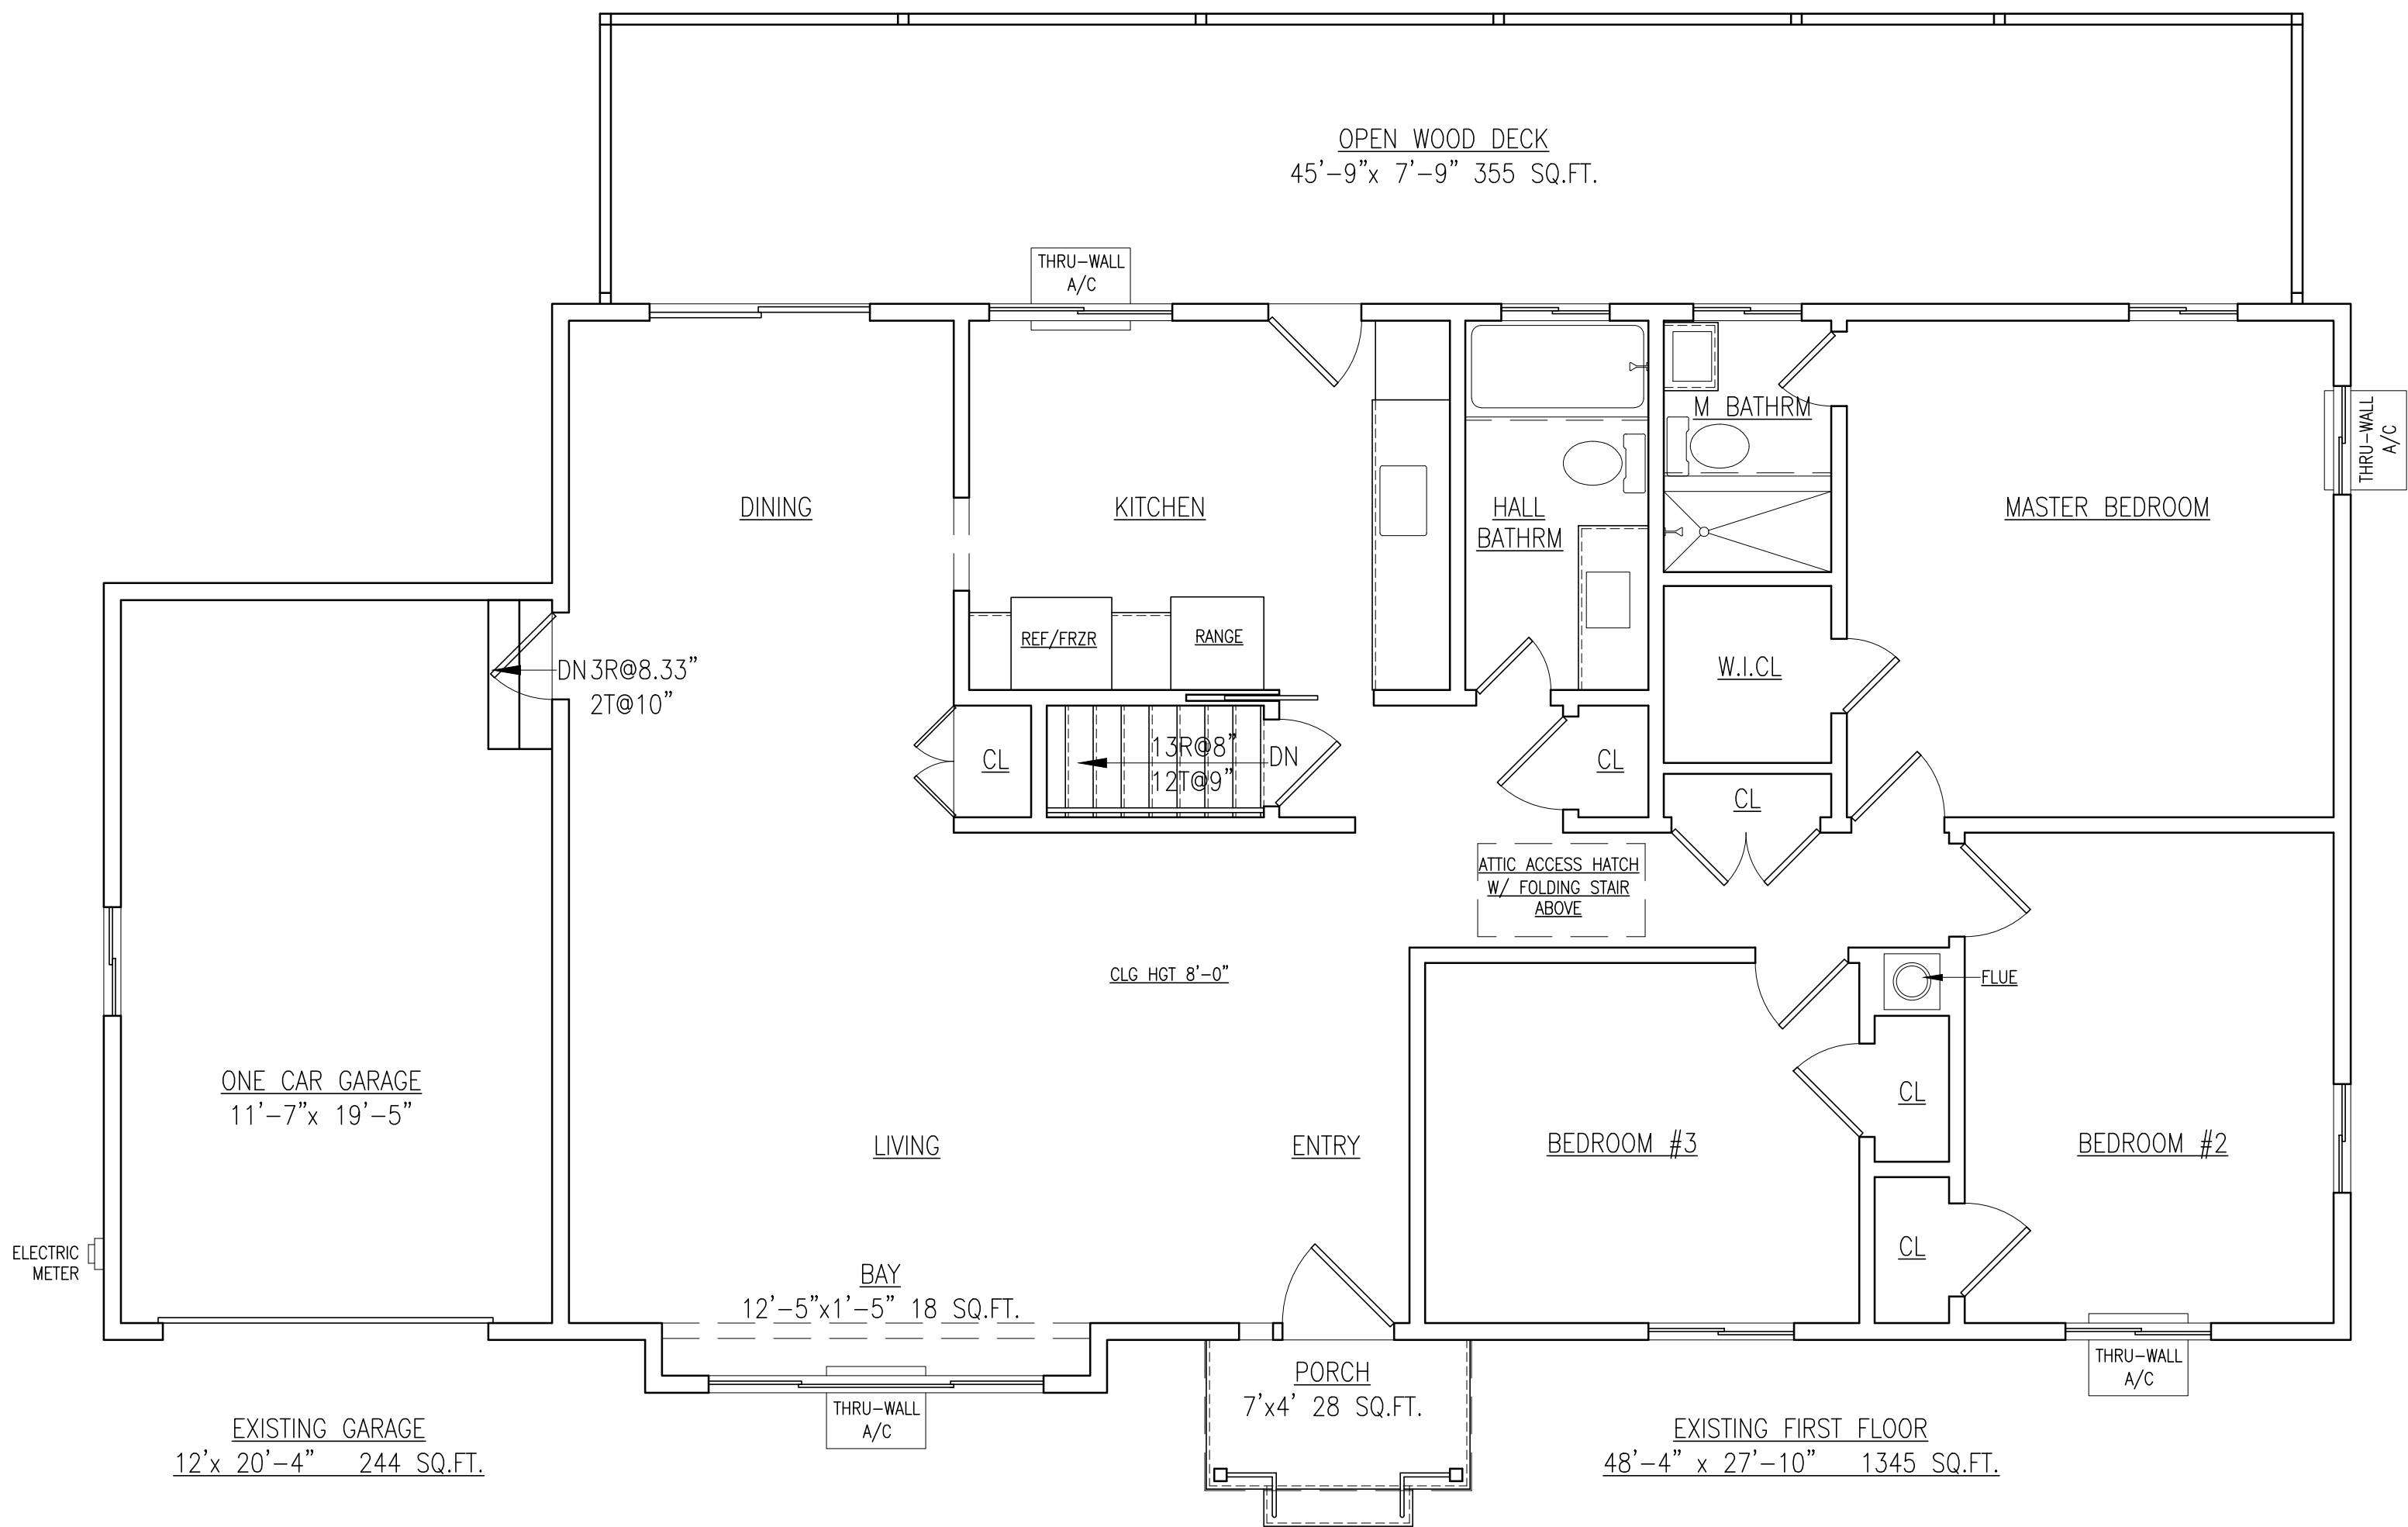 OPEN WOOD DECK
45'-9"x 7'-9" 355 SQ.FT.
THRU-WALL
A/C
THRU-WALL
A/C
M BATHRM
DINING
KITCHEN
HALL
BATHRM
MASTER BEDROOM
REF/FRZR
RANGE
W.I.CL
DN 3R@8.33"
2T@10"
CL
13R@8"
12T@9"
DN
CL
CL
ATTIC ACCESS HATCH
W/ FOLDING STAIR
ABOVE
CLG HGT 8'-0"
FLUE
ONE CAR GARAGE
11'-7"x 19'-5"
CL
LIVING
ENTRY
BEDROOM #3
BEDROOM #2
ELECTRIC
METER
CL
BAY
12'-5"x1'-5" 18 SQ.FT.
THRU-WALL
A/C
PORCH
7'x4' 28 SQ.FT.
THRU-WALL
A/C
EXISTING GARAGE
12'x 20'-4" 244 SQ.FT.
EXISTING FIRST FLOOR
48'-4" x 27'-10" 1345 SQ.FT.